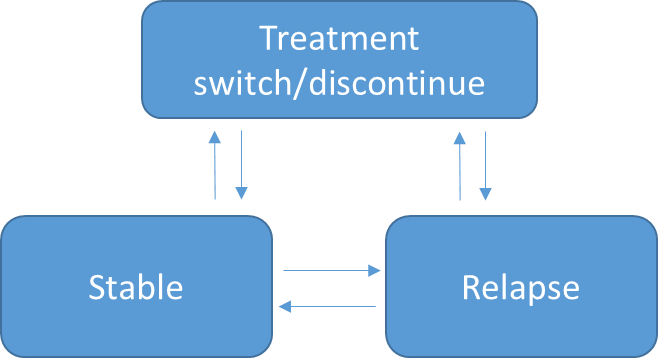 Treatment
switch/discontinue
Stable
Relapse